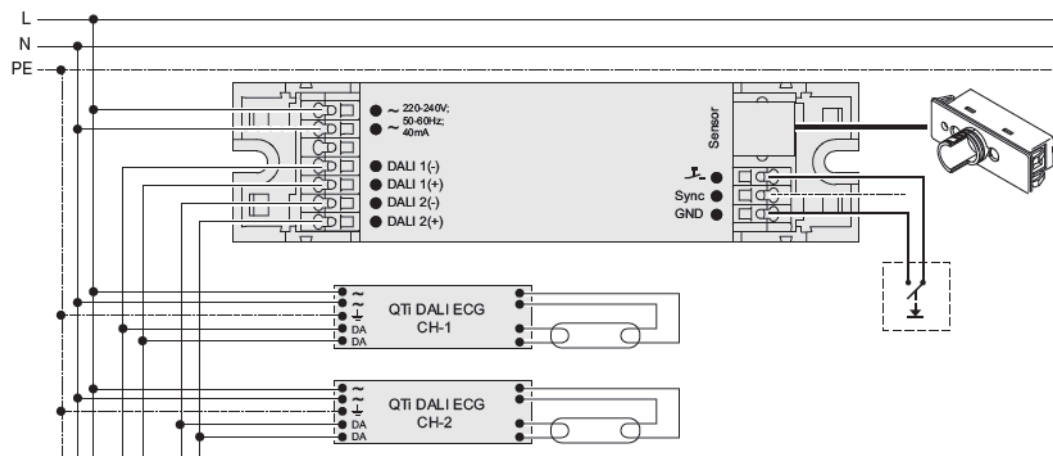 L
N
PE
~ 220-240V;
~ 50-60Hz;
40mA
DALI 1(-)
DALI 1(+)
DALI 2(-)
DALI 2(+)
Sensor
Sync
GND
~
~
DA
DA
QTi DALI ECG
CH-1
~
~
DA
DA
QTi DALI ECG
CH-2